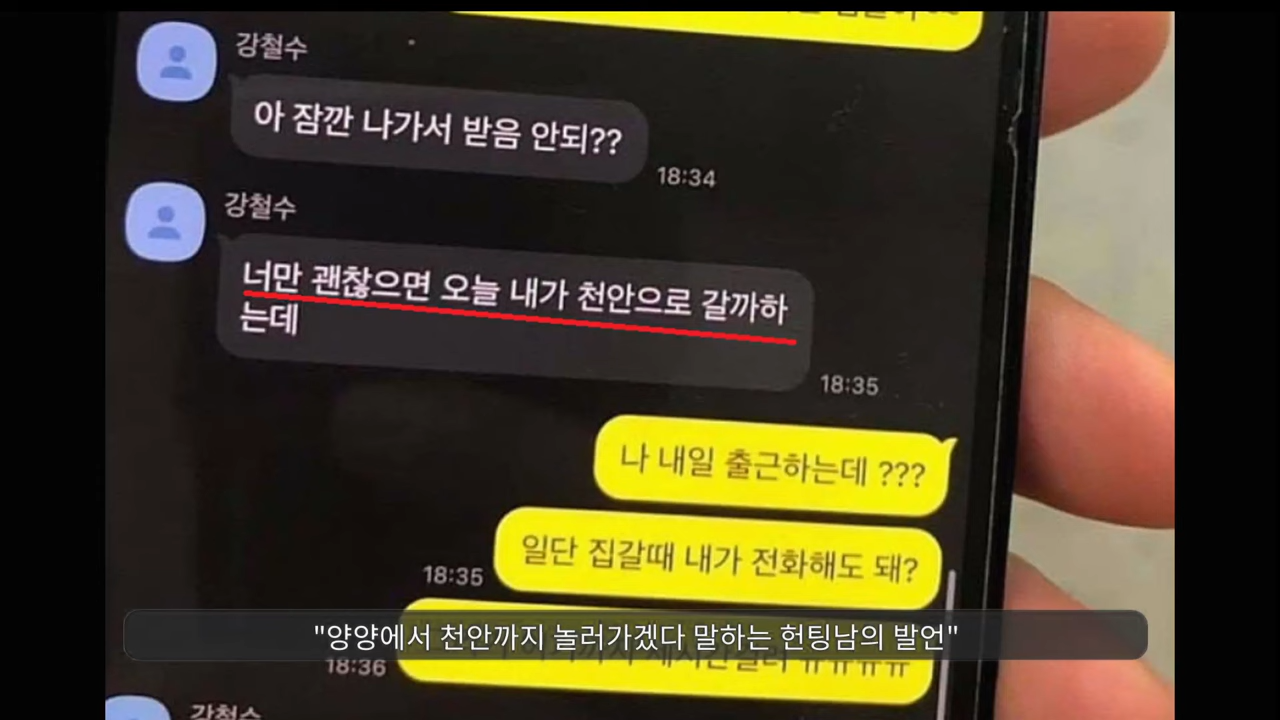 강철수
아 잠깐 나가서 받음 안되??
18:34
강철수
너만 괜찮으면 오늘 내가 천안으로 갈까하
는데
18:35
나 내일 출근하는데 ???
일단 집갈때 내가 전화해도 돼?
18:35
"양양에서 천안까지 놀러가겠다 말하는 헌팅남의 발언"
18:36
강철수